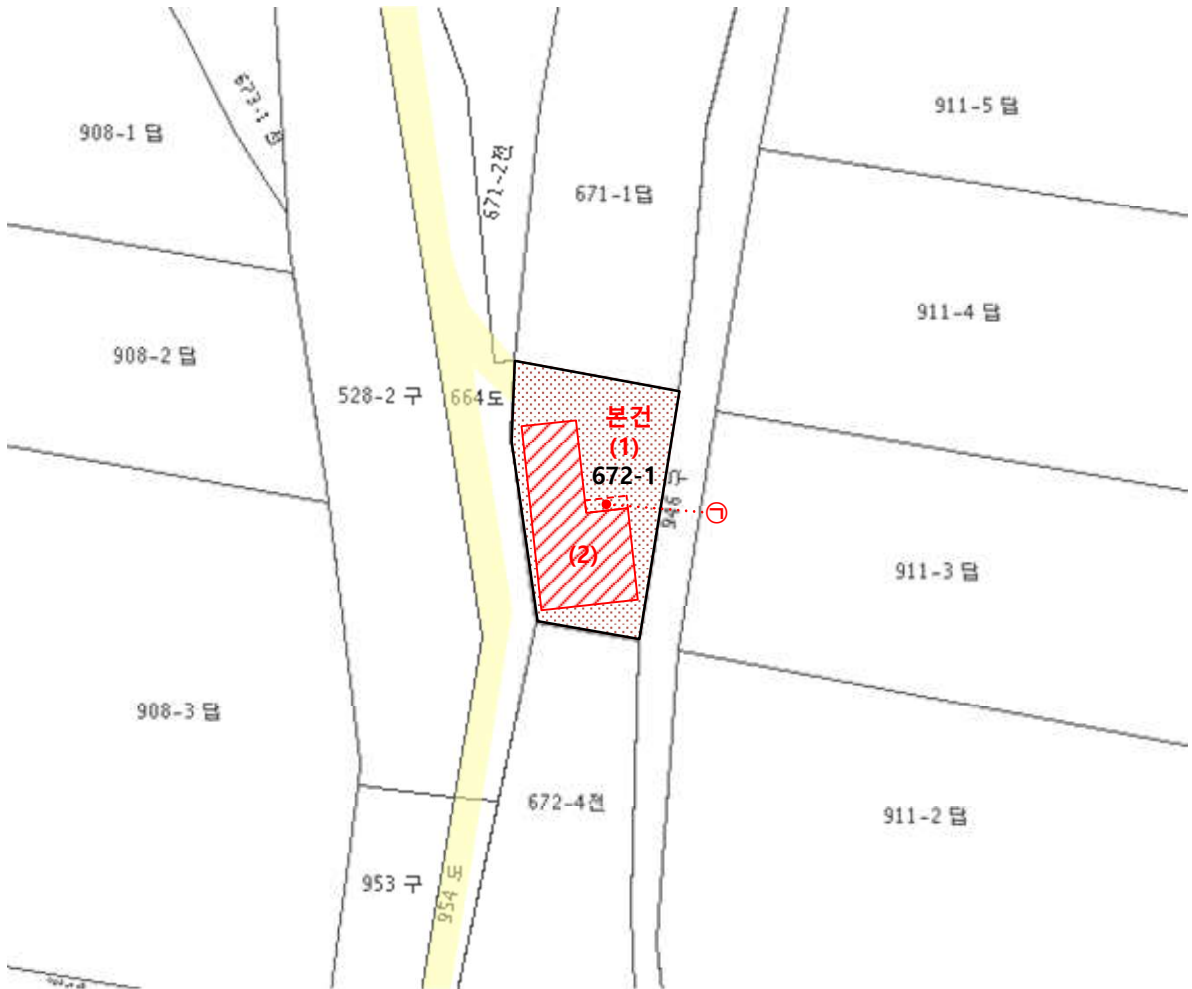 911-5 답
908-1 답
673-1 전
671-2전
671-1답
911-4 답
908-2 답
528-2 구
664도
본건
(1)
672-1
946 구
㉠
(2)
911-3 답
908-3 답
672-4전
911-2 답
953 구
954 도